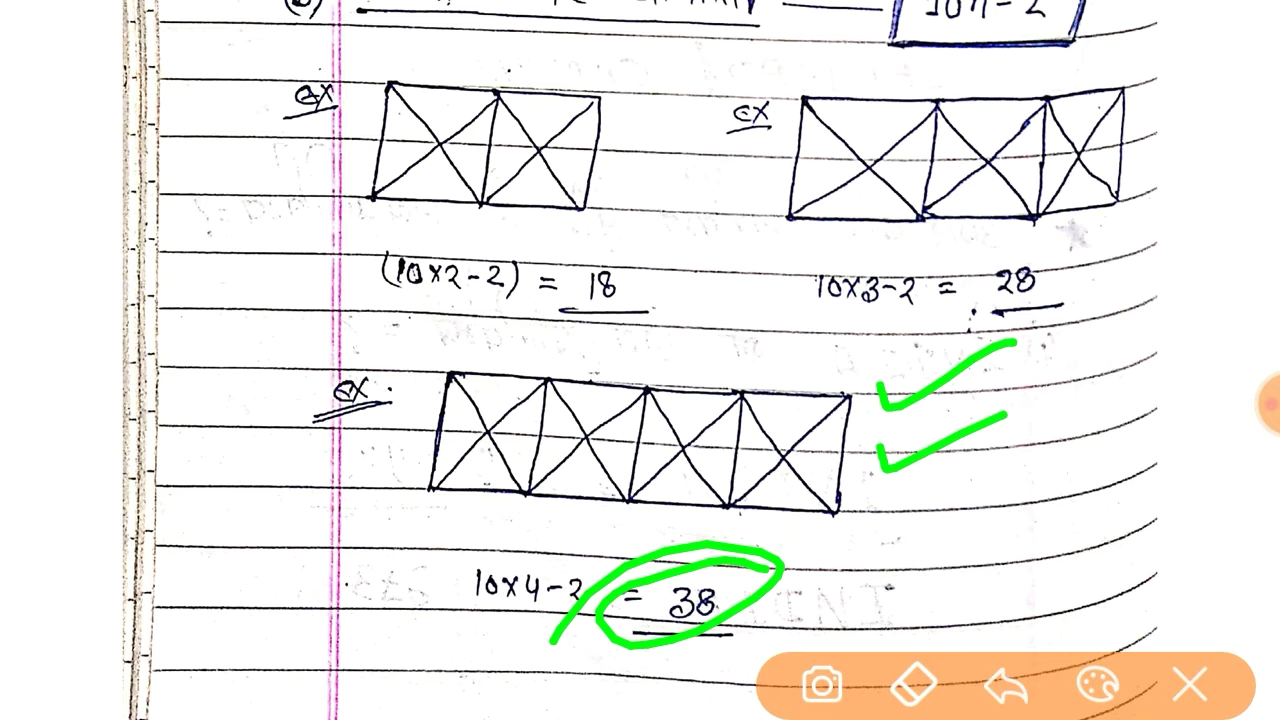 10n-2
ex
ex
(10×2-2) = 18
10×3-2 = 28
ex.
10×4-2 = 38